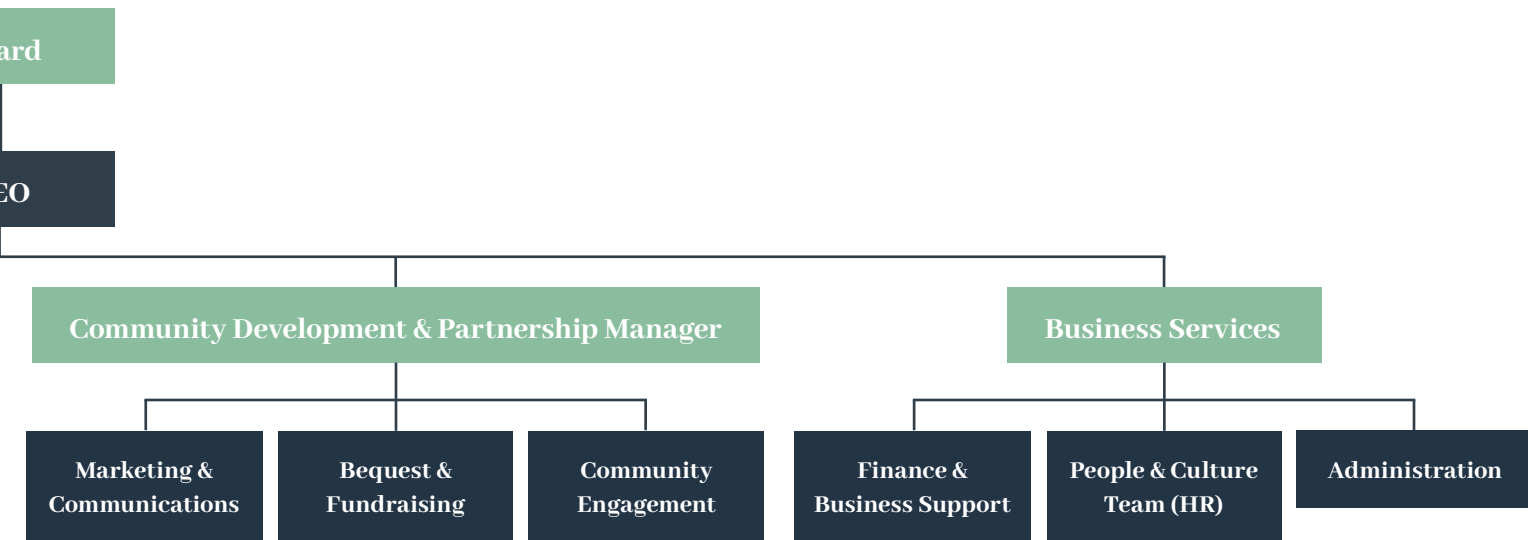 ard
EO
Community Development & Partnership Manager
Business Services
Marketing &
Communications
Bequest &
Fundraising
Community
Engagement
Finance &
Business Support
People & Culture
Team (HR)
Administration